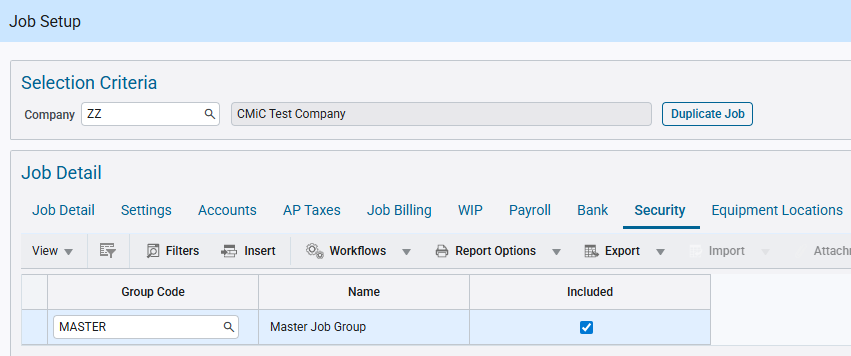 Job Setup
Selection Criteria
Company ZZ CMiC Test Company Duplicate Job
Job Detail
Job Detail Settings Accounts AP Taxes Job Billing WIP Payroll Bank Security Equipment Locations
View Filters Insert Workflows Report Options Export Import Attachm
Group Code Name Included
MASTER Master Job Group